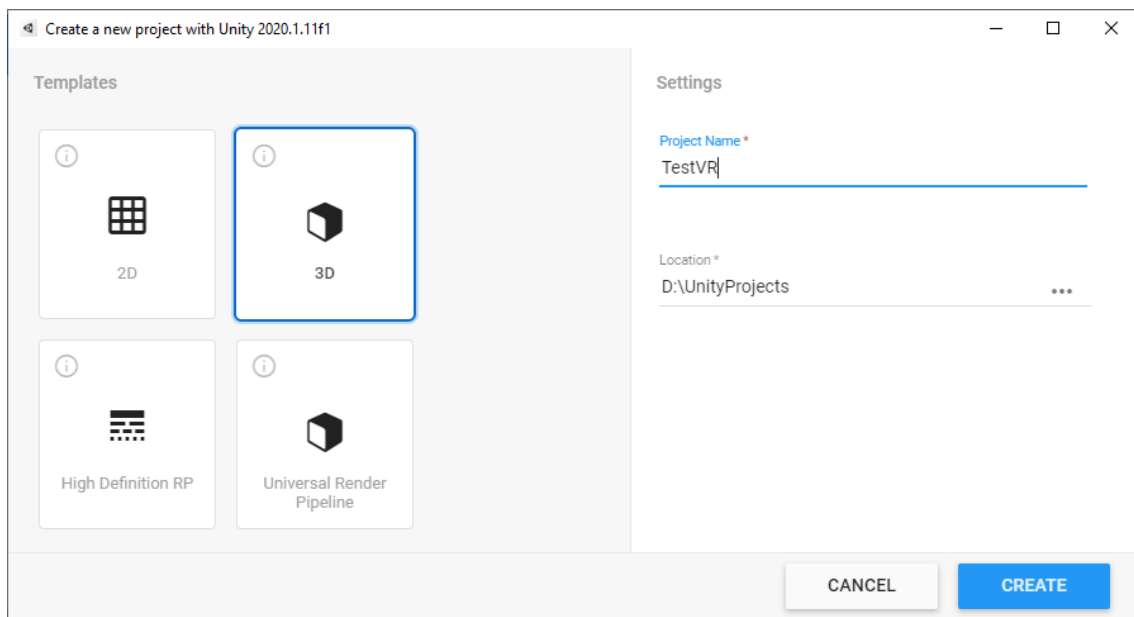 Create a new project with Unity 2020.1.11f1
Templates
2D
3D
High Definition RP
Universal Render
Pipeline
Settings
Project Name *
TestVR
Location *
D:\UnityProjects
...
CANCEL
CREATE